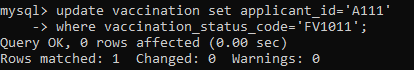 mysql> update vaccination set applicant_id='A111'
    -> where vaccination_status_code='FV1011';
Query OK, 0 rows affected (0.00 sec)
Rows matched: 1  Changed: 0  Warnings: 0